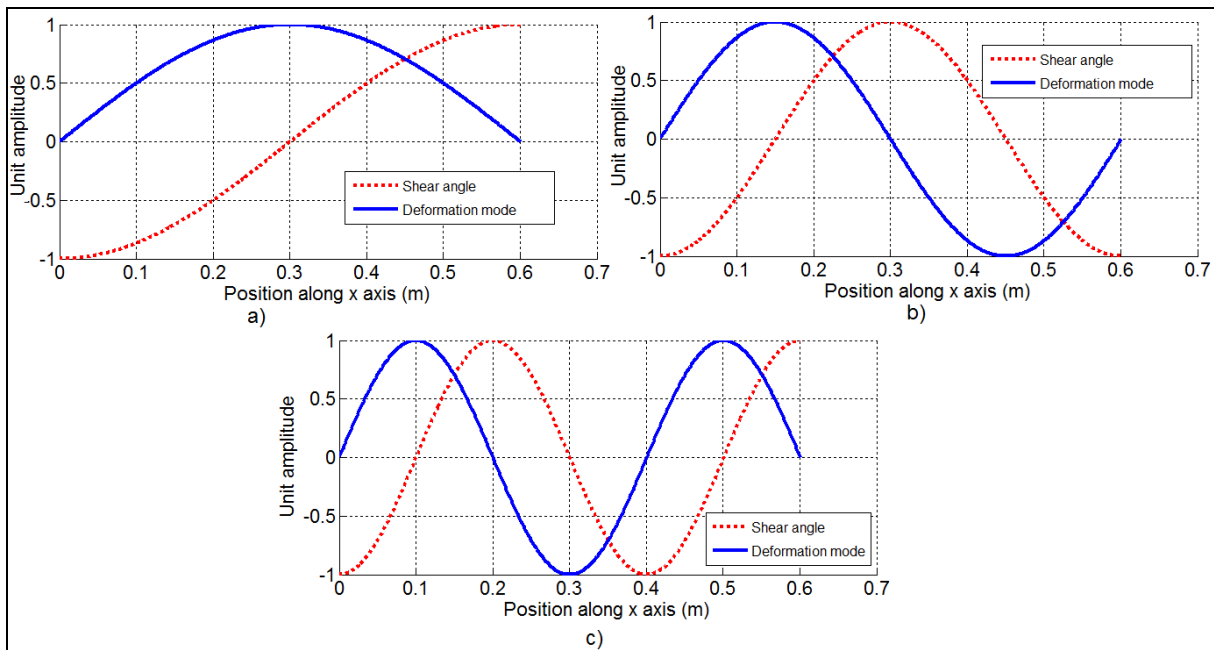 1
0.5
0
-0.5
-1
Unit amplitude
Shear angle
Deformation mode
0 0.1 0.2 0.3 0.4 0.5 0.6 0.7
Position along x axis (m)
a)
1
0.5
0
-0.5
-1
Unit amplitude
Shear angle
Deformation mode
0 0.1 0.2 0.3 0.4 0.5 0.6 0.7
Position along x axis (m)
b)
1
0.5
0
-0.5
-1
Unit amplitude
Shear angle
Deformation mode
0 0.1 0.2 0.3 0.4 0.5 0.6 0.7
Position along x axis (m)
c)